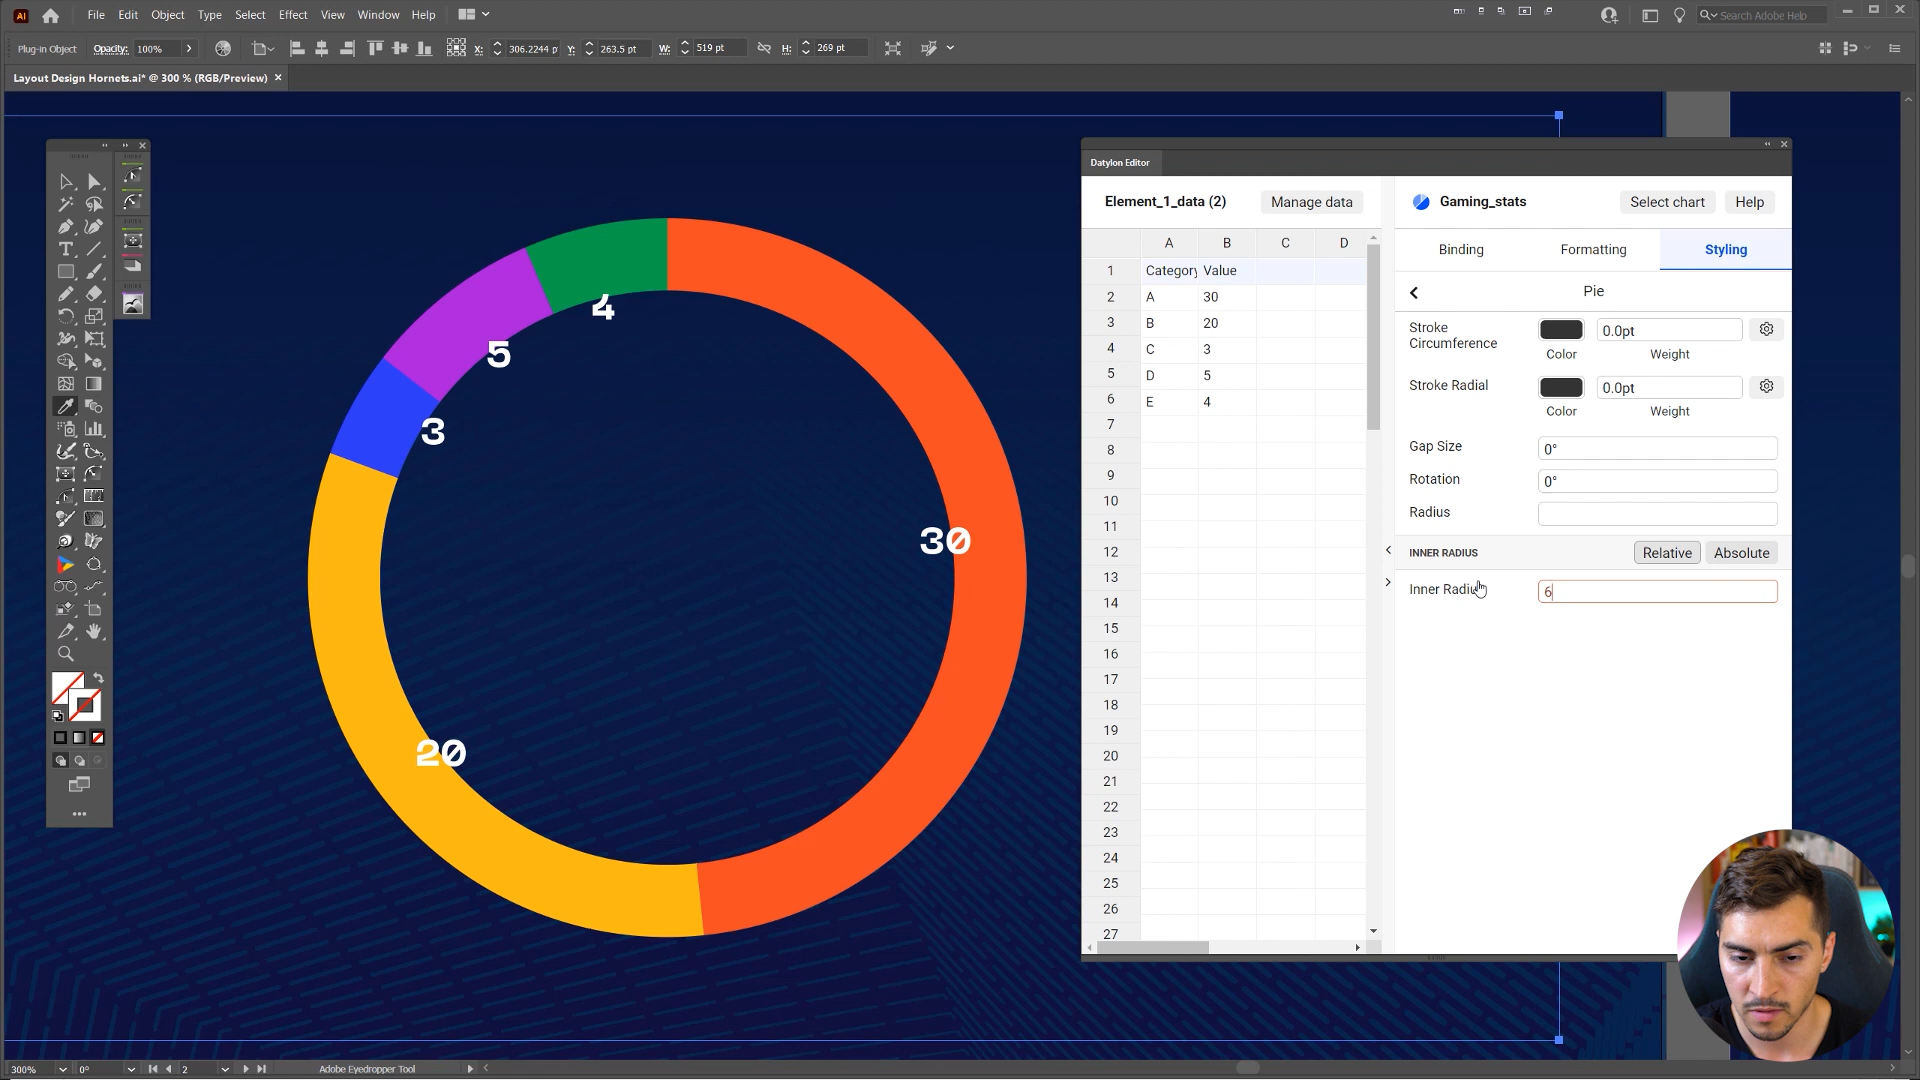 Ai File Edit Object Type Select Effect View Window Help Search Adobe Help
Plug-in Object Opacity: 100% X: 306.2244 p Y: 263.5 pt W: 519 pt H: 269 pt
Layout Design Hornets.ai* @ 300 % (RGB/Preview)
Datylon Editor
Element_1_data (2) Manage data Gaming_stats Select chart Help
Binding Formatting Styling
A B C D
1 Category Value
2 A 30
3 B 20
4 C 3
5 D 5
6 E 4
7
8
9
10
11
12
13
14
15
16
17
18
19
20
21
22
23
24
25
26
27
Pie
Stroke
Circumference
0.0pt
Color Weight
Stroke Radial 0.0pt
Color Weight
Gap Size 0°
Rotation 0°
Radius
INNER RADIUS Relative Absolute
Inner Radiu 6
4
5
3
30
20
300% 0° 2 Adobe Eyedropper Tool